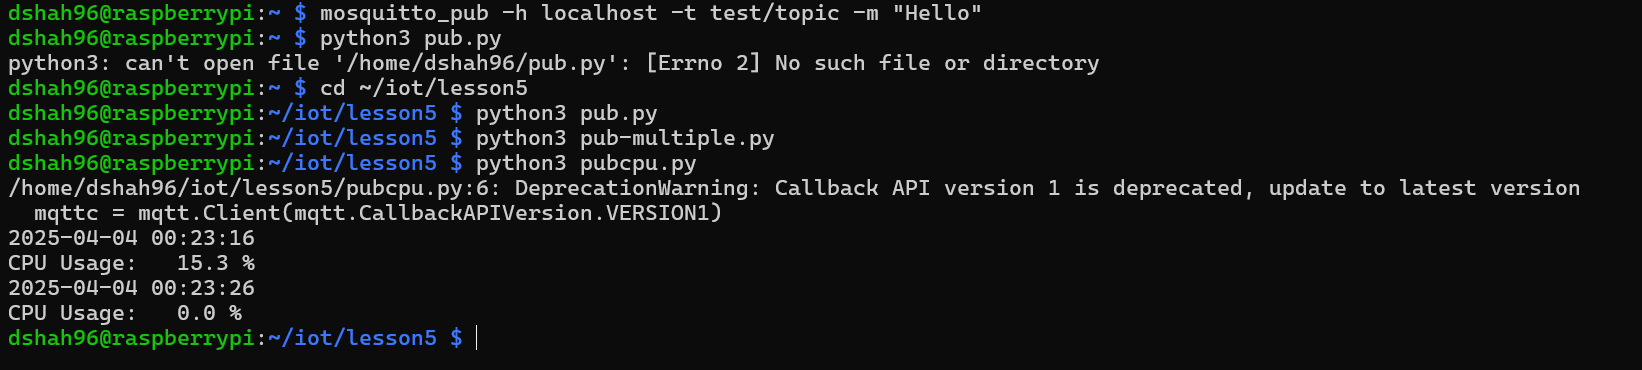 dshah96@raspberrypi:~ $ mosquitto_pub -h localhost -t test/topic -m "Hello"
dshah96@raspberrypi:~ $ python3 pub.py
python3: can't open file '/home/dshah96/pub.py': [Errno 2] No such file or directory
dshah96@raspberrypi:~ $ cd ~/iot/lesson5
dshah96@raspberrypi:~/iot/lesson5 $ python3 pub.py
dshah96@raspberrypi:~/iot/lesson5 $ python3 pub-multiple.py
dshah96@raspberrypi:~/iot/lesson5 $ python3 pubcpu.py
/home/dshah96/iot/lesson5/pubcpu.py:6: DeprecationWarning: Callback API version 1 is deprecated, update to latest version
  mqttc = mqtt.Client(mqtt.CallbackAPIVersion.VERSION1)
2025-04-04 00:23:16
CPU Usage:   15.3 %
2025-04-04 00:23:26
CPU Usage:   0.0 %
dshah96@raspberrypi:~/iot/lesson5 $